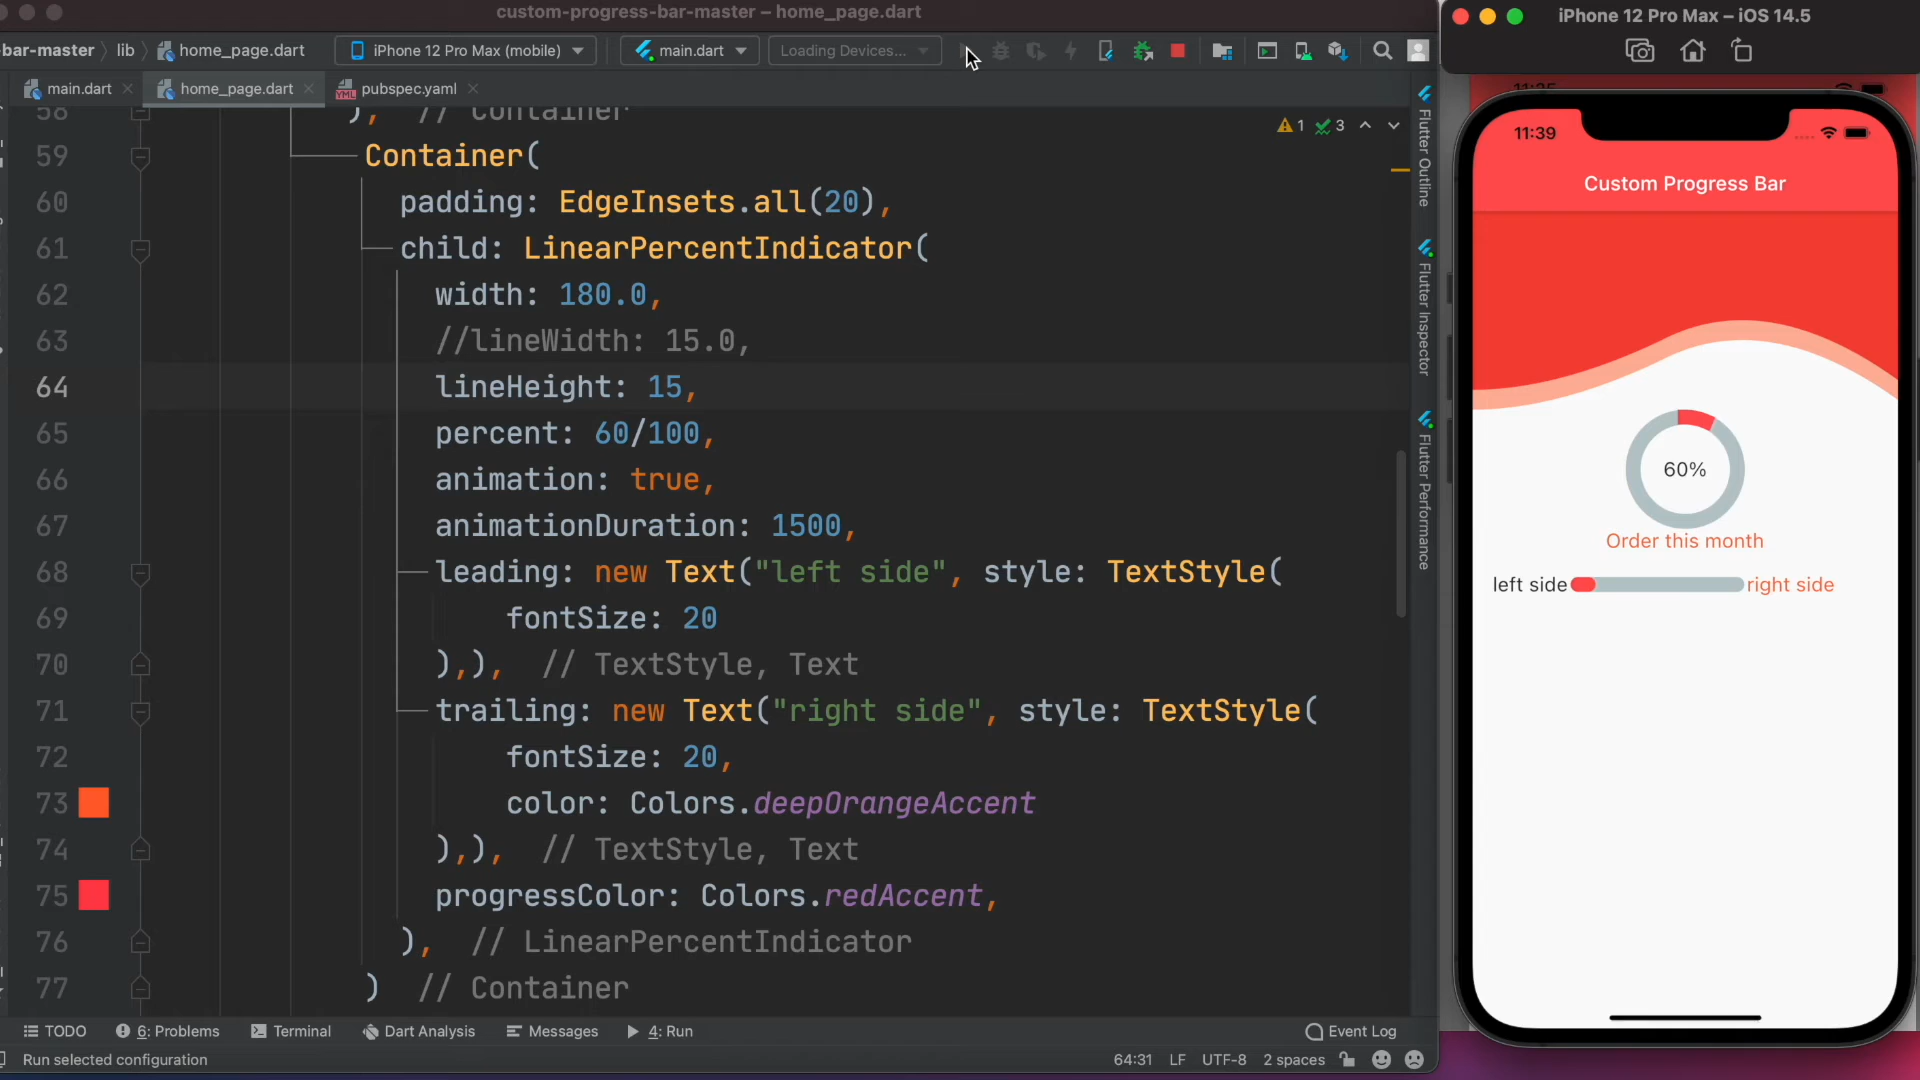 custom-progress-bar-master – home_page.dart
bar-master lib home_page.dart iPhone 12 Pro Max (mobile) main.dart Loading Devices...
main.dart home_page.dart pubspec.yaml
58 ), // Container
1 3
59 Container(
60 padding: EdgeInsets.all(20),
61 child: LinearPercentIndicator(
62 width: 180.0,
63 //lineWidth: 15.0,
64 lineHeight: 15,
65 percent: 60/100,
66 animation: true,
67 animationDuration: 1500,
68 leading: new Text("left side", style: TextStyle(
69 fontSize: 20
70 ),), // TextStyle, Text
71 trailing: new Text("right side", style: TextStyle(
72 fontSize: 20,
73 color: Colors.deepOrangeAccent
74 ),), // TextStyle, Text
75 progressColor: Colors.redAccent,
76 ), // LinearPercentIndicator
77 ) // Container
TODO 6: Problems Terminal Dart Analysis Messages 4: Run Event Log
Run selected configuration 64:31 LF UTF-8 2 spaces
Flutter Outline
Flutter Inspector
Flutter Performance
iPhone 12 Pro Max – iOS 14.5
11:39
Custom Progress Bar
60%
Order this month
left side right side